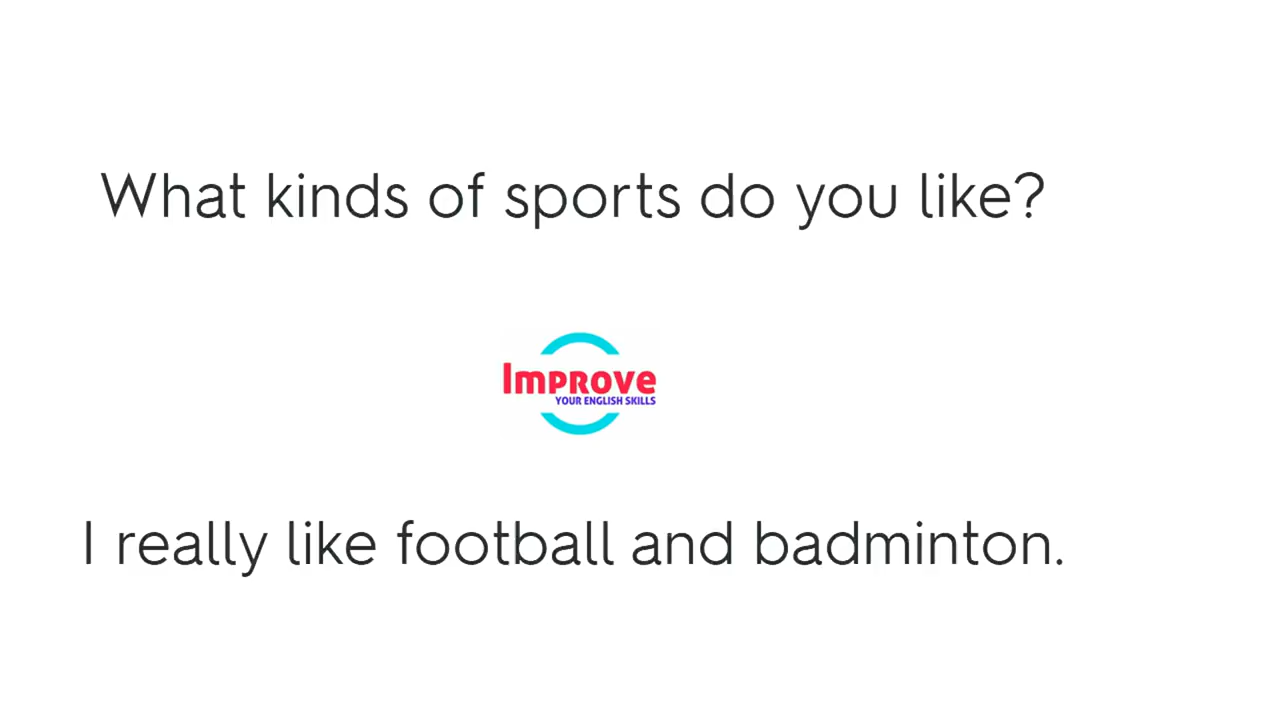 What kinds of sports do you like?
Improve
YOUR ENGLISH SKILLS
I really like football and badminton.